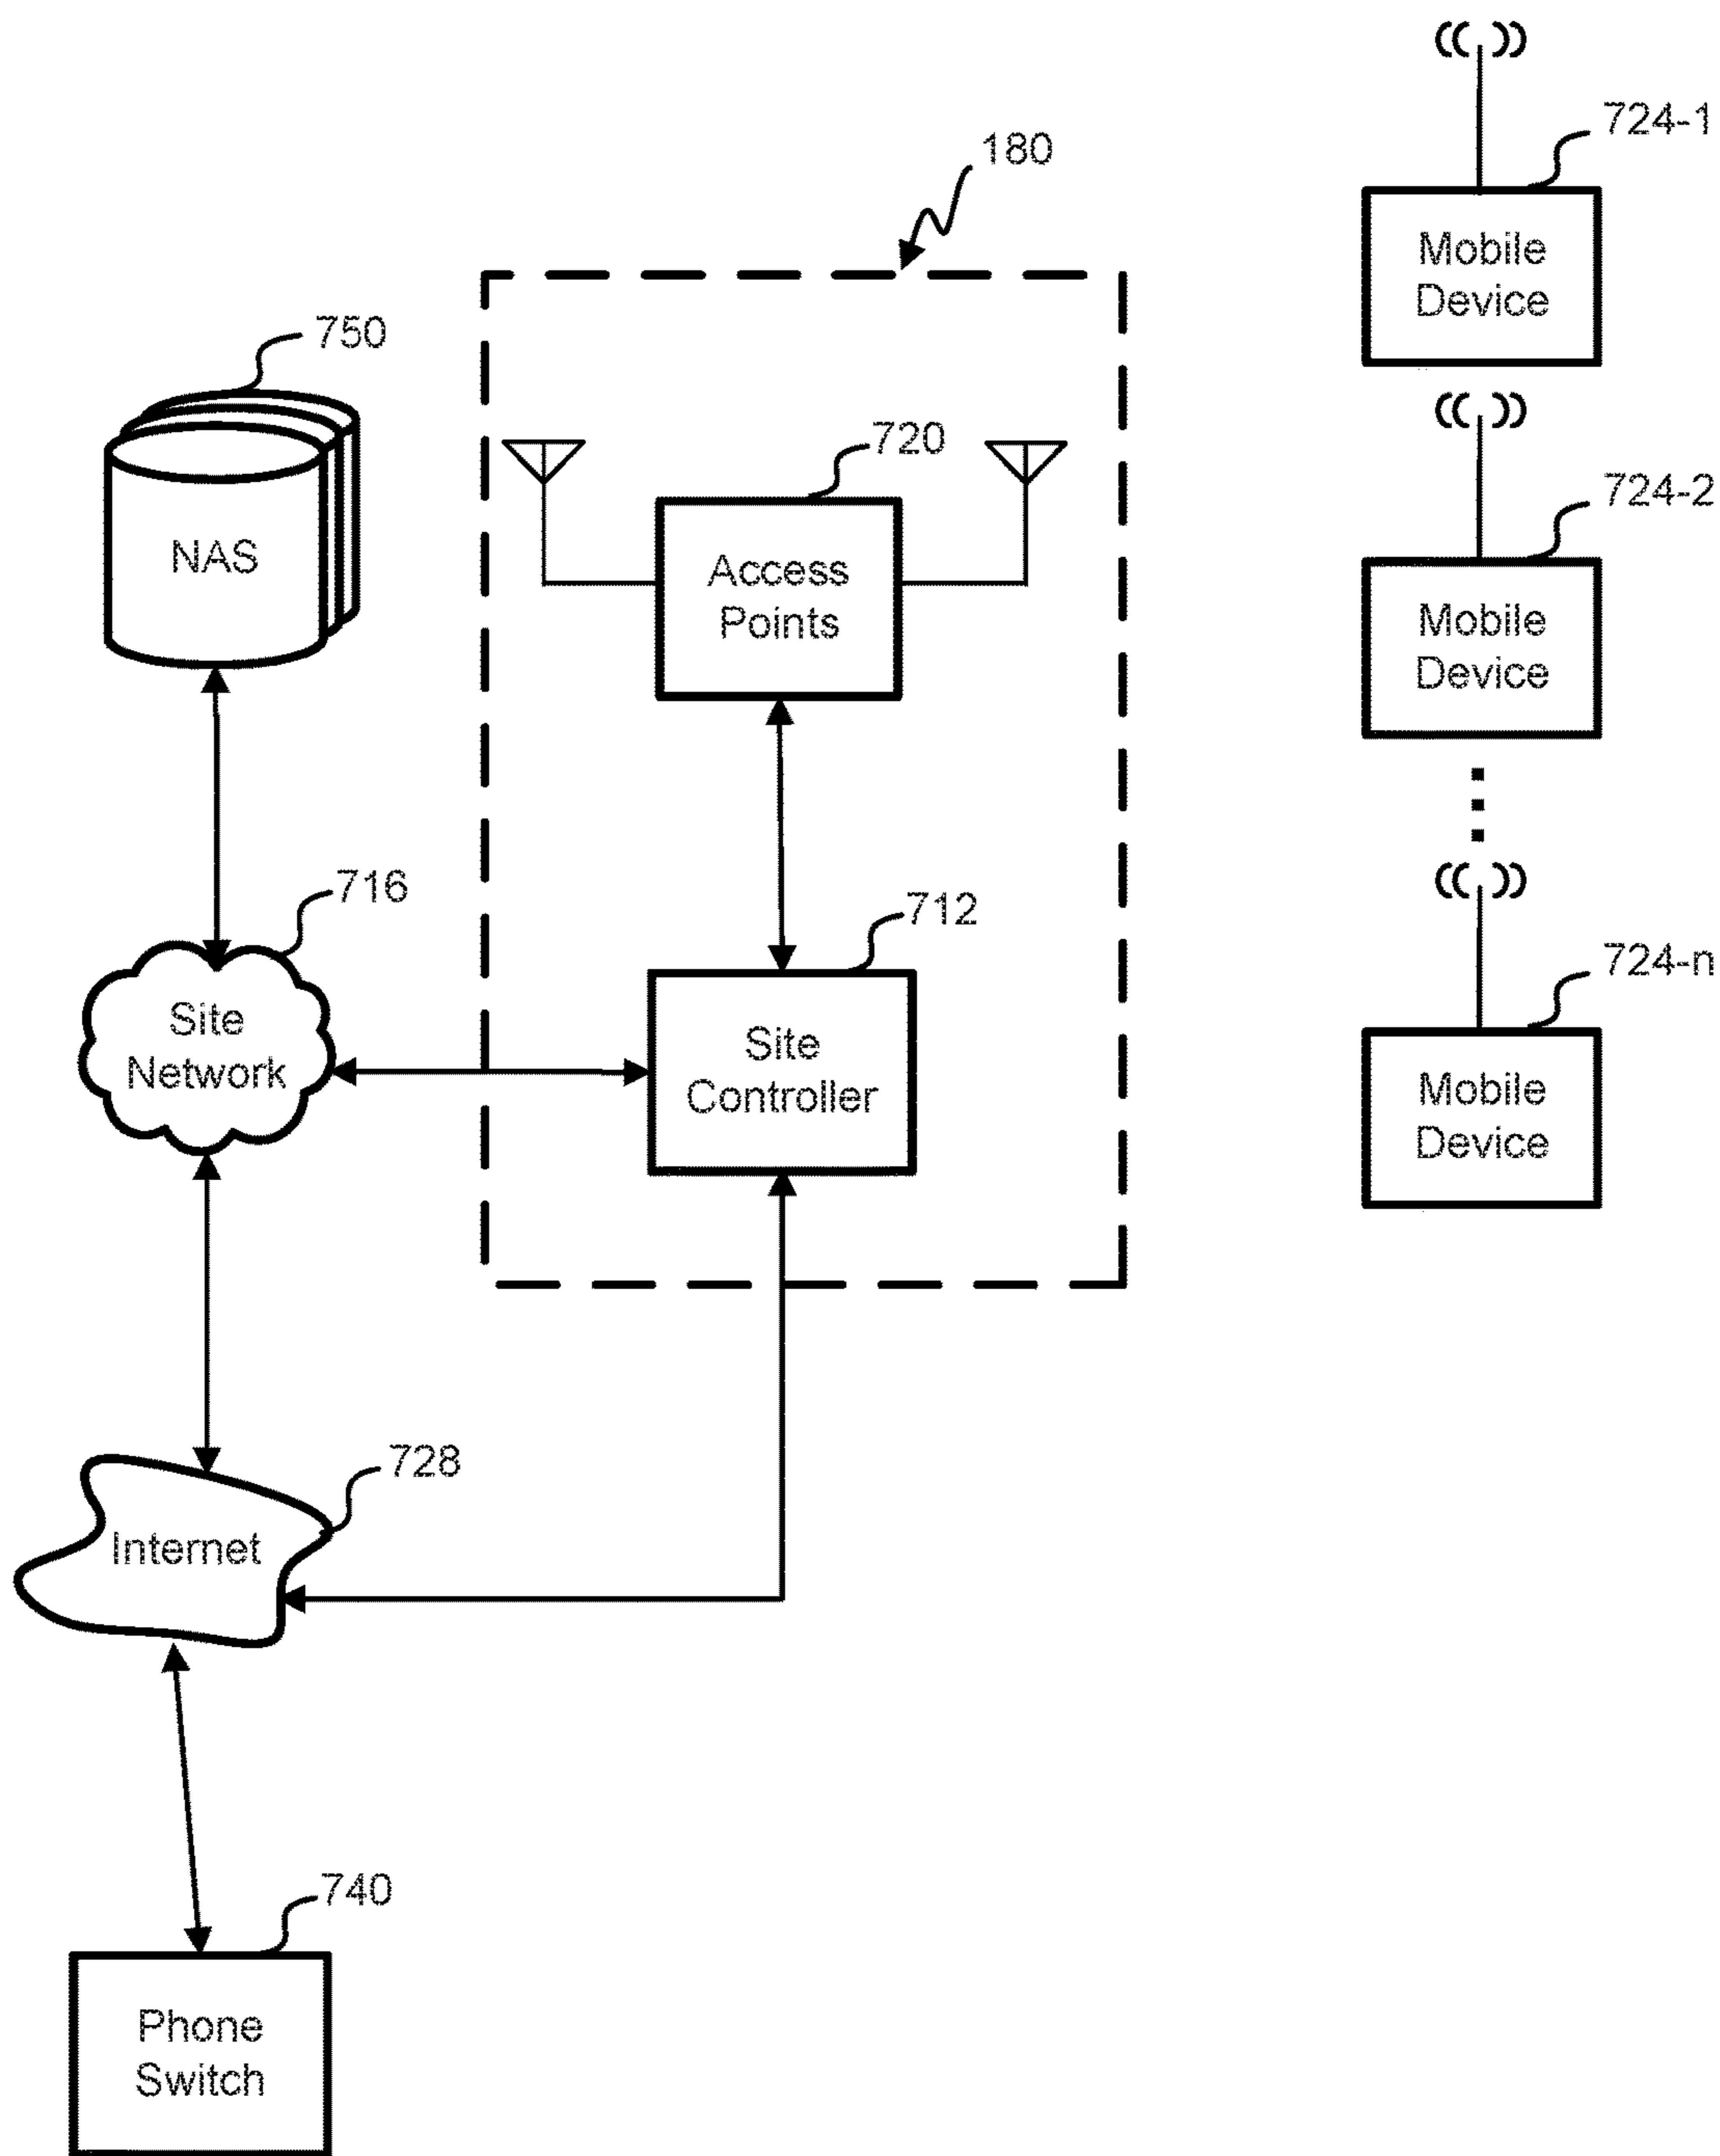 724-1
Mobile
Device
180
750
NAS
720
Access
Points
724-2
Mobile
Device
716
Site
Network
712
Site
Controller
724-n
Mobile
Device
728
Internet
740
Phone
Switch